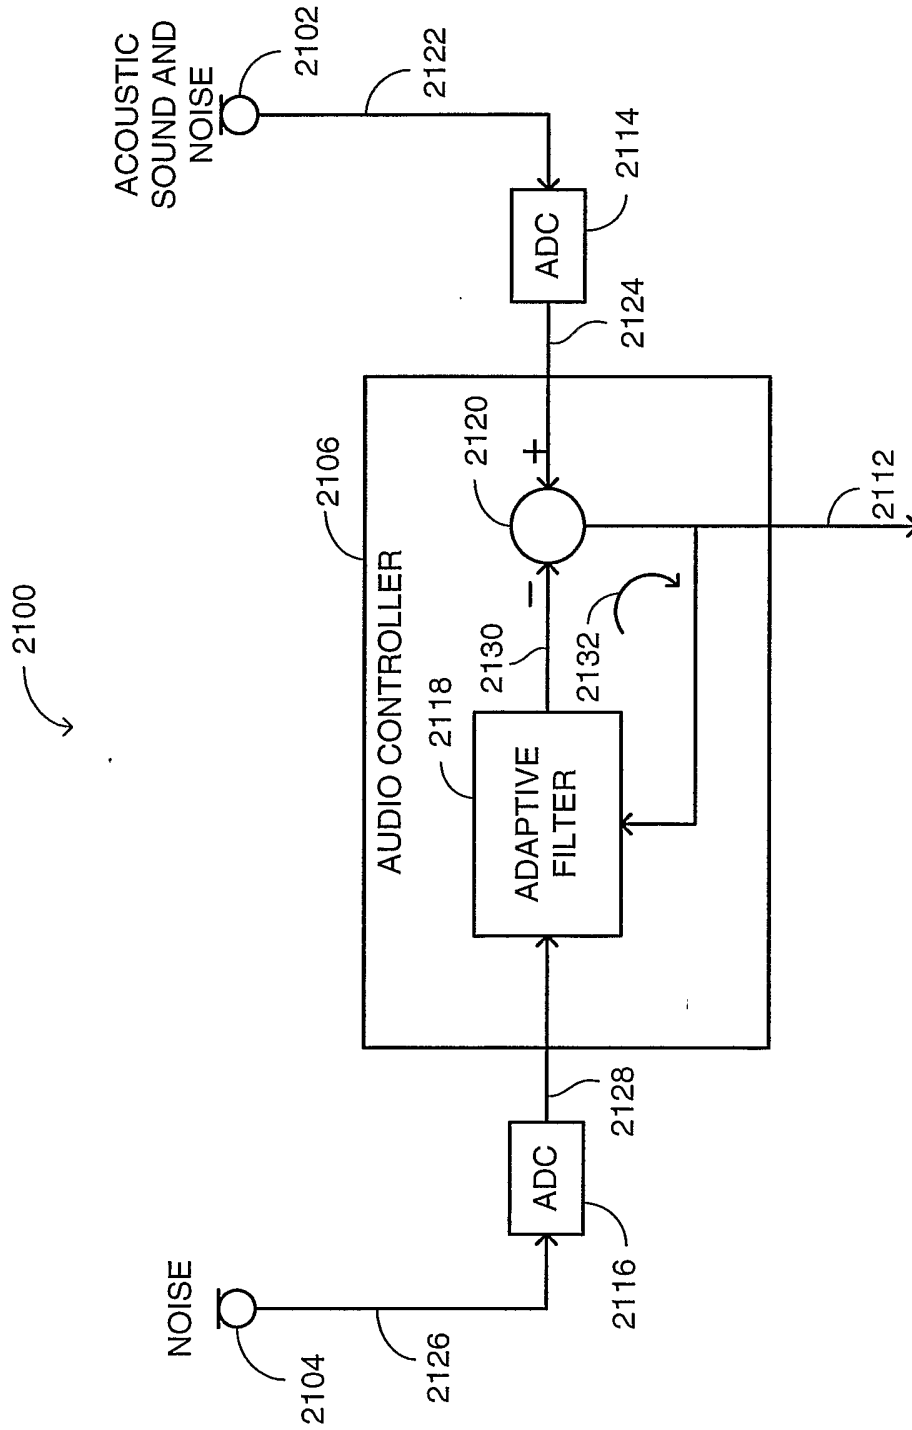 2100
NOISE
2104
2126
ADC
2116
2128
AUDIO CONTROLLER
2106
ADAPTIVE
FILTER
2118
2130
−
2132
2120
+
2112
2124
ADC
2114
2122
2102
ACOUSTIC
SOUND AND
NOISE